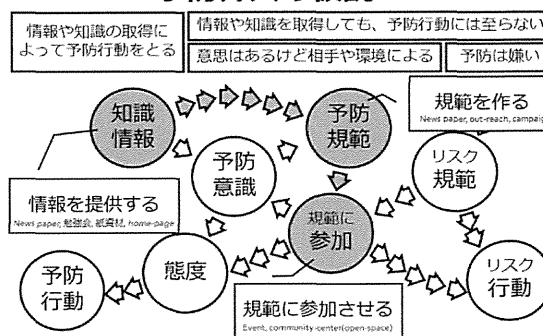 情報や知識の取得に
よって予防行動をとる
情報や知識を取得しても、予防行動には至らない
意思はあるけど相手や環境による
予防は嫌い
知識
情報
予防
規範
規範を作る
News paper, out-reach, campaign
予防
意識
リスク
規範
情報を提供する
News paper, 勉強会, 紙資材, home-page
規範に
参加
予防
行動
態度
リスク
行動
規範に参加させる
Event, community-center(open-space)